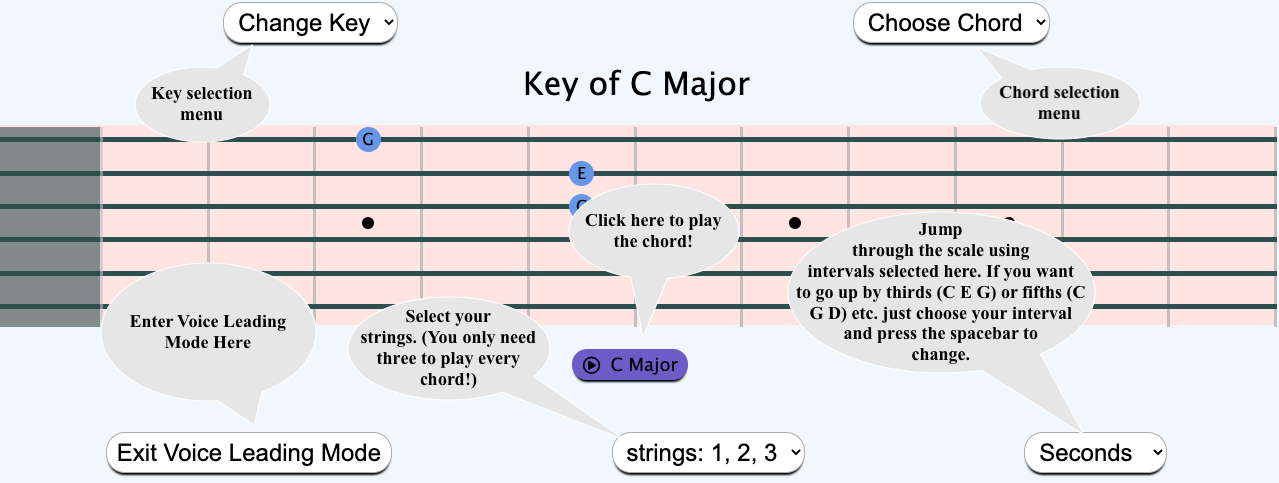 Change Key
Choose Chord
Key of C Major
Key selection
menu
Chord selection
menu
G
E
Click here to play
the chord!
Jump
through the scale using
intervals selected here. If you want
to go up by thirds (C E G) or fifths (C
G D) etc. just choose your interval
and press the spacebar to
change.
Enter Voice Leading
Mode Here
Select your
strings. (You only need
three to play every
chord!)
C Major
Exit Voice Leading Mode
strings: 1, 2, 3
Seconds